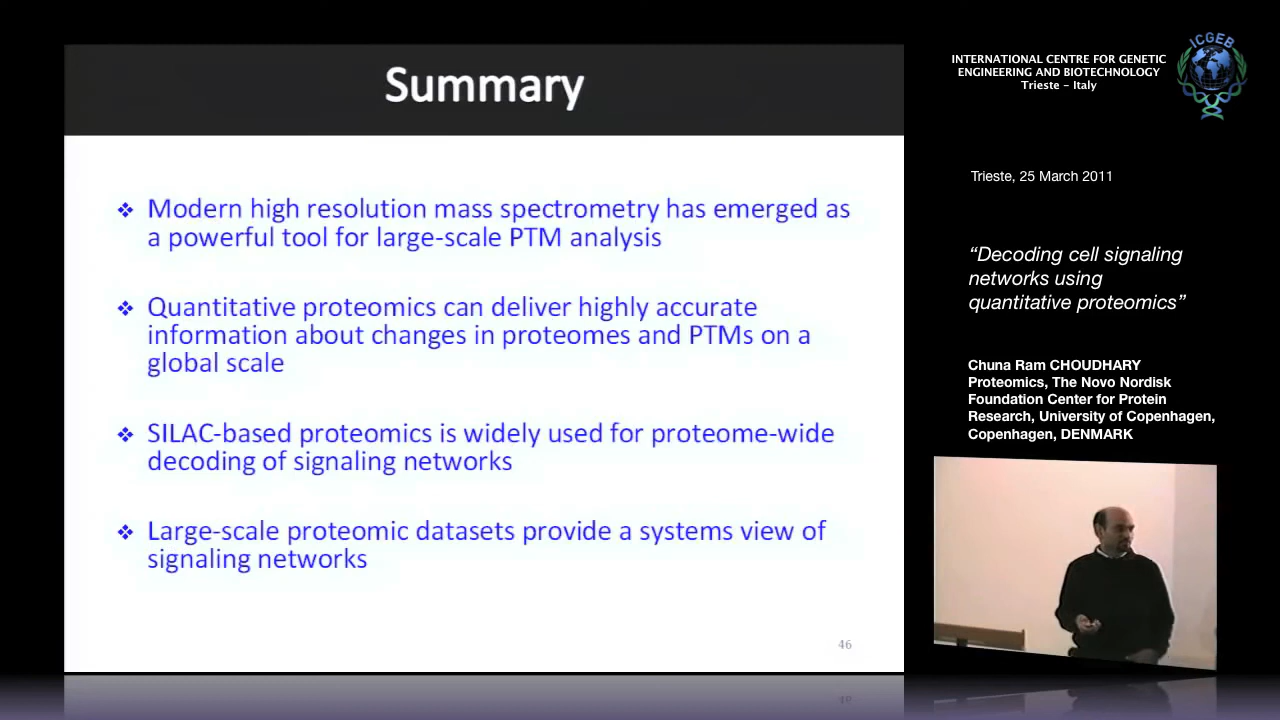 Summary
❖ Modern high resolution mass spectrometry has emerged as
a powerful tool for large-scale PTM analysis
❖ Quantitative proteomics can deliver highly accurate
information about changes in proteomes and PTMs on a
global scale
❖ SILAC-based proteomics is widely used for proteome-wide
decoding of signaling networks
❖ Large-scale proteomic datasets provide a systems view of
signaling networks
46
ICGEB
INTERNATIONAL CENTRE FOR GENETIC
ENGINEERING AND BIOTECHNOLOGY
Trieste – Italy
Trieste, 25 March 2011
“Decoding cell signaling
networks using
quantitative proteomics”
Chuna Ram CHOUDHARY
Proteomics, The Novo Nordisk
Foundation Center for Protein
Research, University of Copenhagen,
Copenhagen, DENMARK